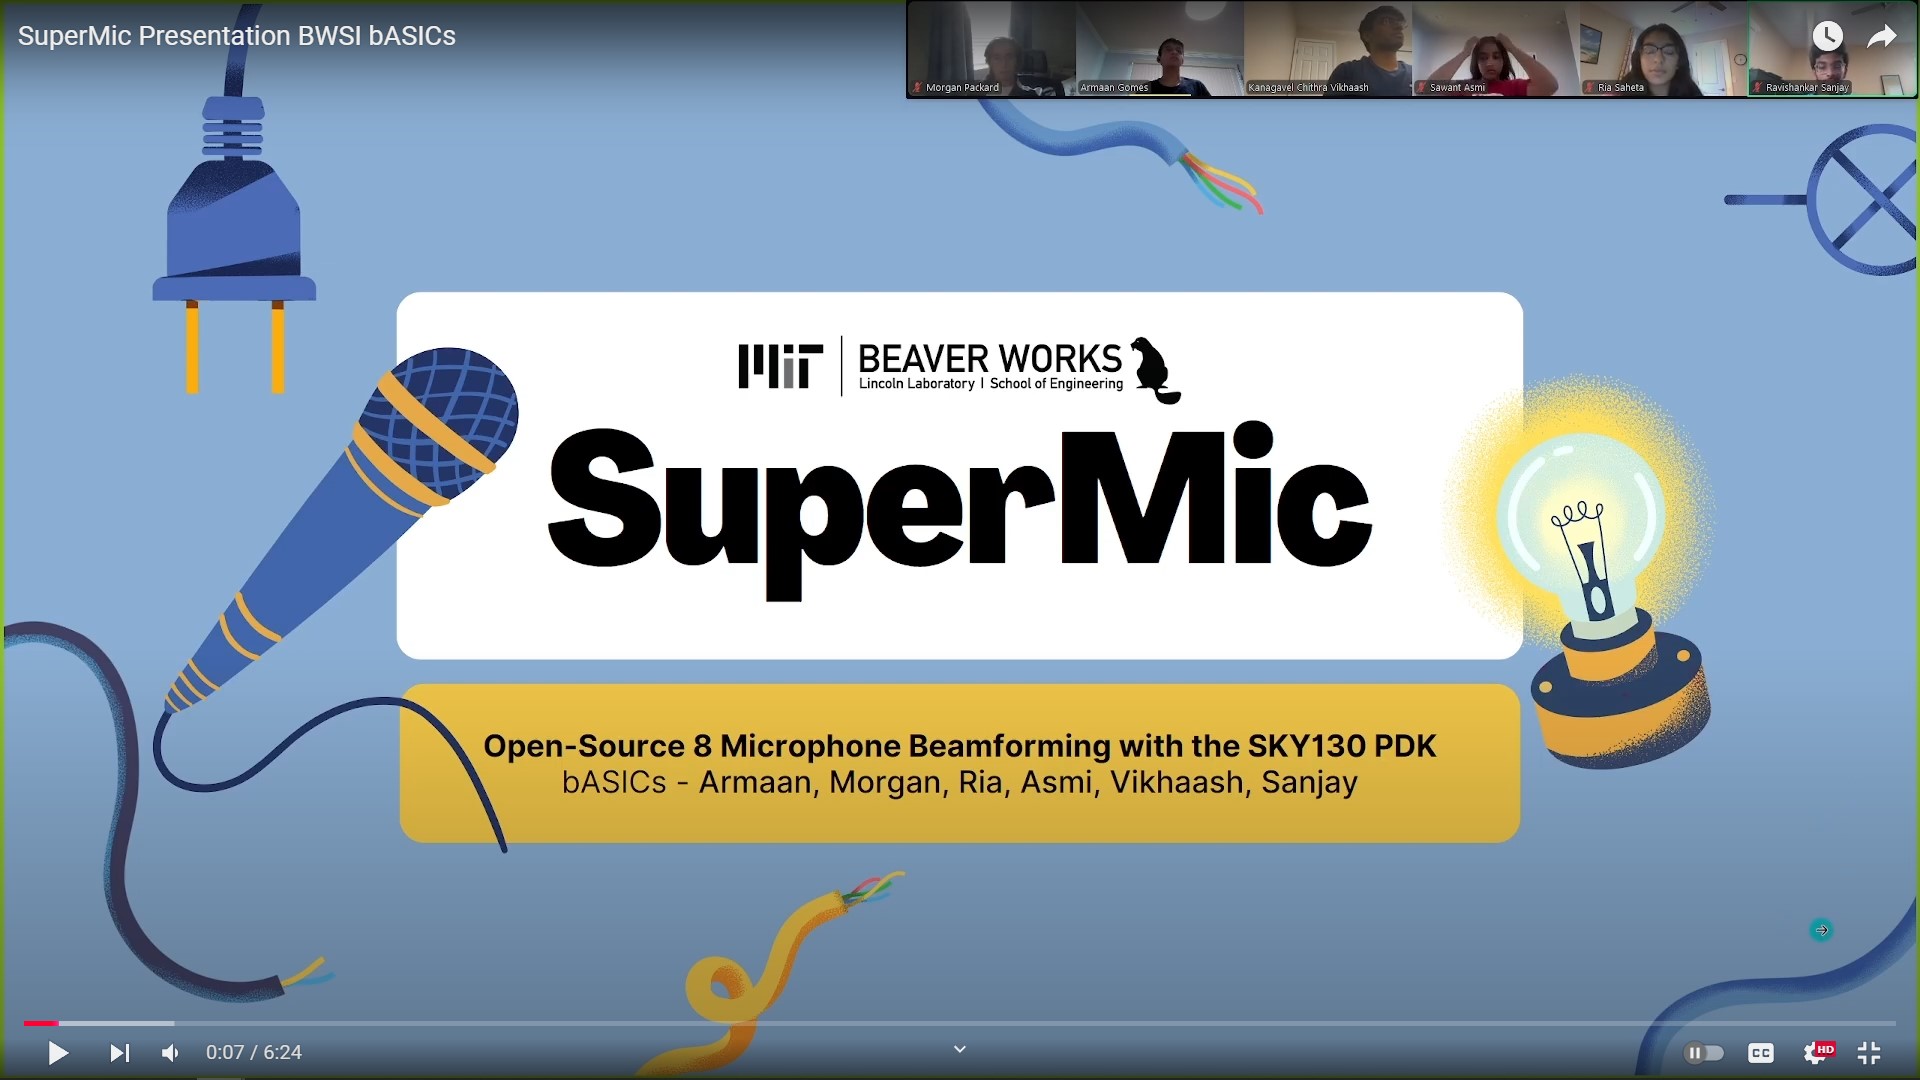 SuperMic Presentation BWSI bASICs
Morgan Packard
Armaan Gomes
Kanagavel Chithra Vikhaash
Sawant Asmi
Ria Saheta
Ravishankar Sanjay
MIT BEAVER WORKS
Lincoln Laboratory | School of Engineering
SuperMic
Open-Source 8 Microphone Beamforming with the SKY130 PDK
bASICs - Armaan, Morgan, Ria, Asmi, Vikhaash, Sanjay
0:07 / 6:24
CC
HD